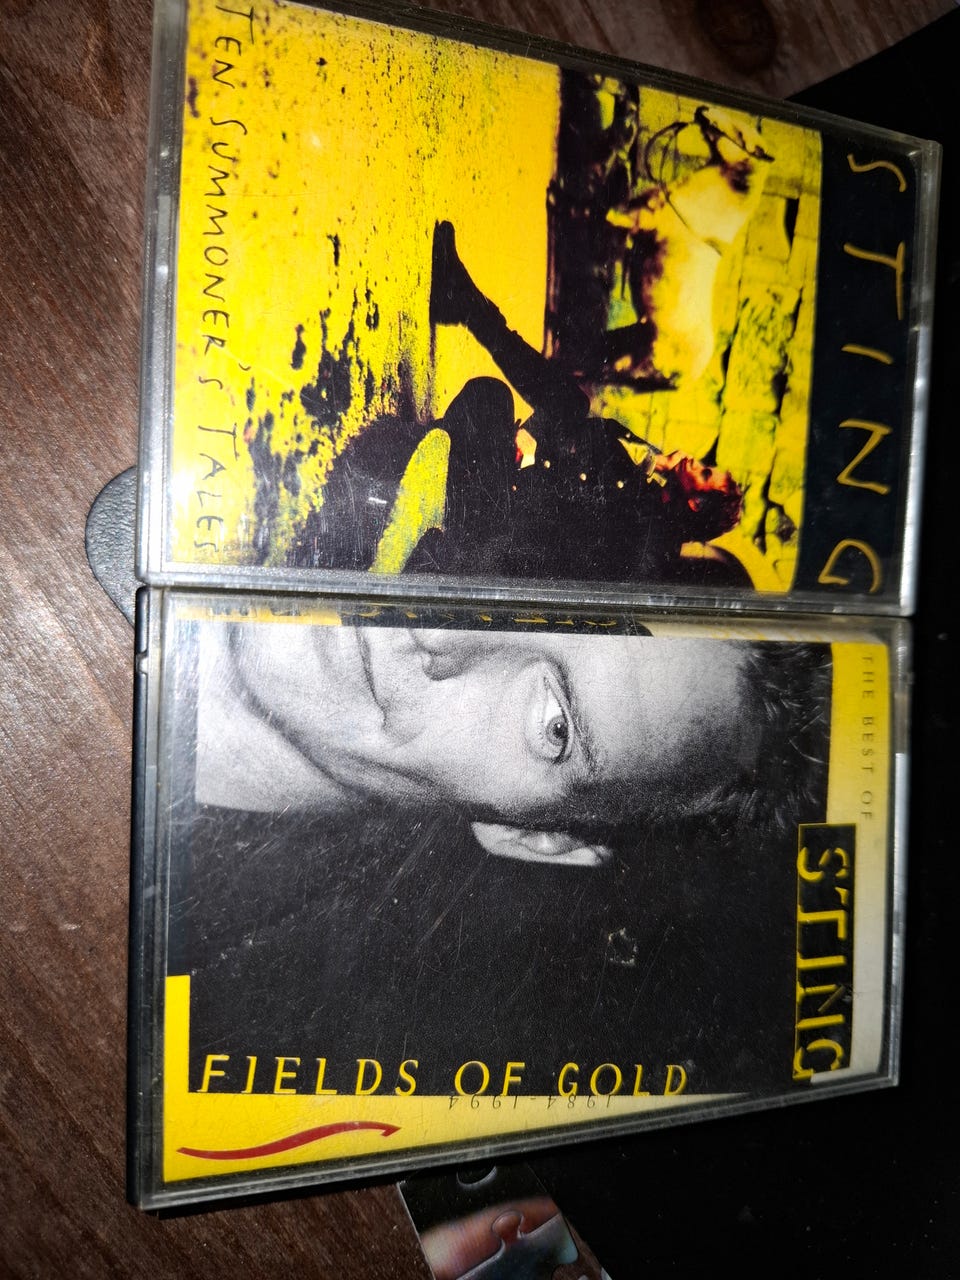 STING
TEN SUMMONER'S TALES
THE BEST OF
STING
FIELDS OF GOLD
1984-1994